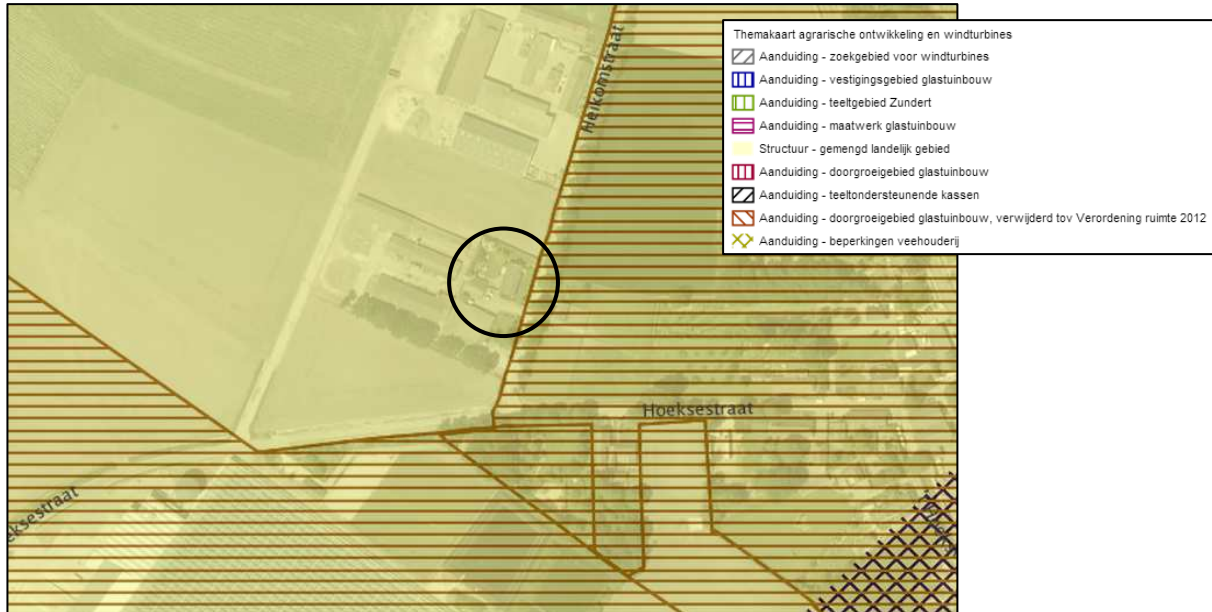 Themakaart agrarische ontwikkeling en windturbines
Aanduiding - zoekgebied voor windturbines
Aanduiding - vestigingsgebied glastuinbouw
Aanduiding - teeltgebied Zundert
Aanduiding - maatwerk glastuinbouw
Structuur - gemengd landelijk gebied
Aanduiding - doorgroeigebied glastuinbouw
Aanduiding - teeltondersteunende kassen
Aanduiding - doorgroeigebied glastuinbouw, verwijderd tov Verordening ruimte 2012
Aanduiding - beperkingen veehouderij
Heikomstraat
Hoeksestraat
eksestraat